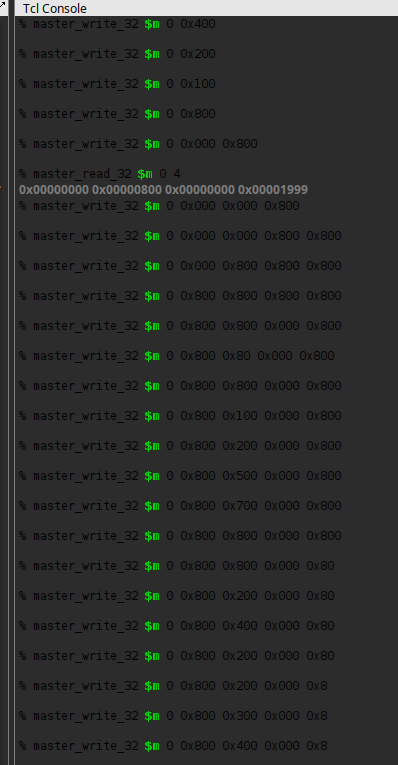 Tcl Console
% master_write_32 $m 0 0x400
% master_write_32 $m 0 0x200
% master_write_32 $m 0 0x100
% master_write_32 $m 0 0x800
% master_write_32 $m 0 0x000 0x800
% master_read_32 $m 0 4
0x00000000 0x00000800 0x00000000 0x00001999
% master_write_32 $m 0 0x000 0x000 0x800
% master_write_32 $m 0 0x000 0x000 0x800 0x800
% master_write_32 $m 0 0x000 0x800 0x800 0x800
% master_write_32 $m 0 0x800 0x800 0x800 0x800
% master_write_32 $m 0 0x800 0x800 0x000 0x800
% master_write_32 $m 0 0x800 0x80 0x000 0x800
% master_write_32 $m 0 0x800 0x800 0x000 0x800
% master_write_32 $m 0 0x800 0x100 0x000 0x800
% master_write_32 $m 0 0x800 0x200 0x000 0x800
% master_write_32 $m 0 0x800 0x500 0x000 0x800
% master_write_32 $m 0 0x800 0x700 0x000 0x800
% master_write_32 $m 0 0x800 0x800 0x000 0x800
% master_write_32 $m 0 0x800 0x800 0x000 0x80
% master_write_32 $m 0 0x800 0x200 0x000 0x80
% master_write_32 $m 0 0x800 0x400 0x000 0x80
% master_write_32 $m 0 0x800 0x200 0x000 0x80
% master_write_32 $m 0 0x800 0x200 0x000 0x8
% master_write_32 $m 0 0x800 0x300 0x000 0x8
% master_write_32 $m 0 0x800 0x400 0x000 0x8